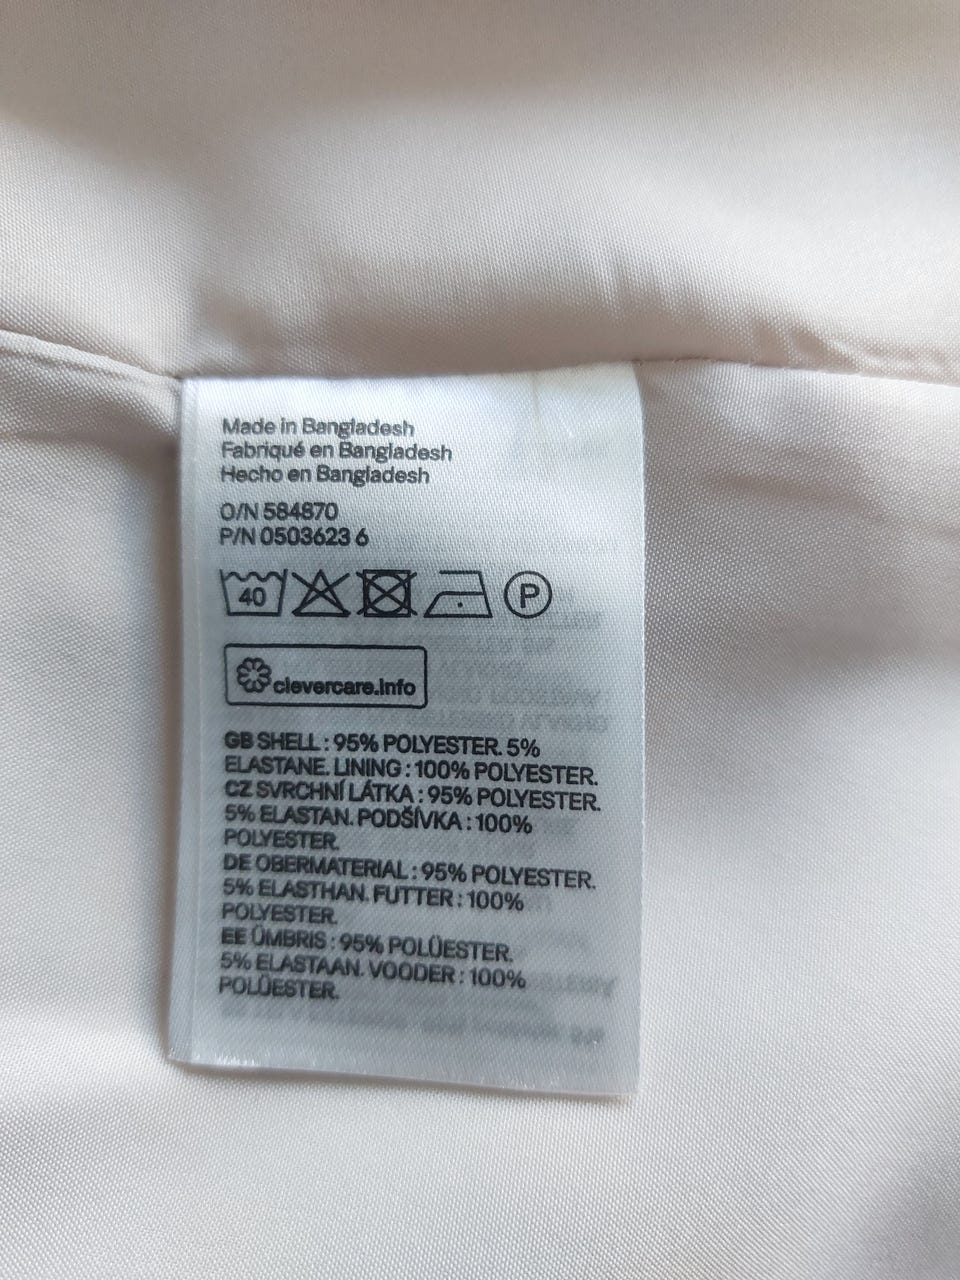 Made in Bangladesh
Fabriqué en Bangladesh
Hecho en Bangladesh
O/N 584870
P/N 0503623 6
40 P
clevercare.info
GB SHELL : 95% POLYESTER. 5%
ELASTANE. LINING : 100% POLYESTER.
CZ SVRCHNÍ LÁTKA : 95% POLYESTER.
5% ELASTAN. PODŠÍVKA : 100%
POLYESTER.
DE OBERMATERIAL : 95% POLYESTER.
5% ELASTHAN. FUTTER : 100%
POLYESTER.
EE ÜMBRIS : 95% POLÜESTER.
5% ELASTAAN. VOODER : 100%
POLÜESTER.